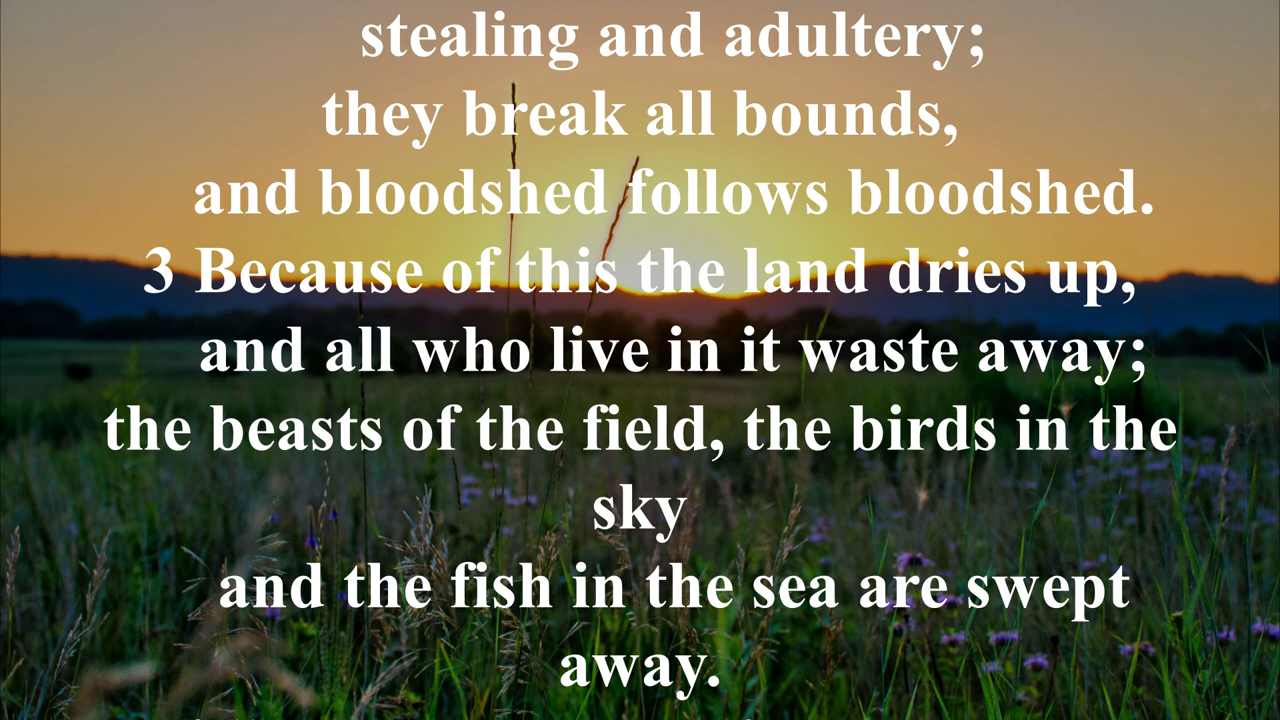 stealing and adultery;
they break all bounds,
and bloodshed follows bloodshed.
3 Because of this the land dries up,
and all who live in it waste away;
the beasts of the field, the birds in the
sky
and the fish in the sea are swept
away.